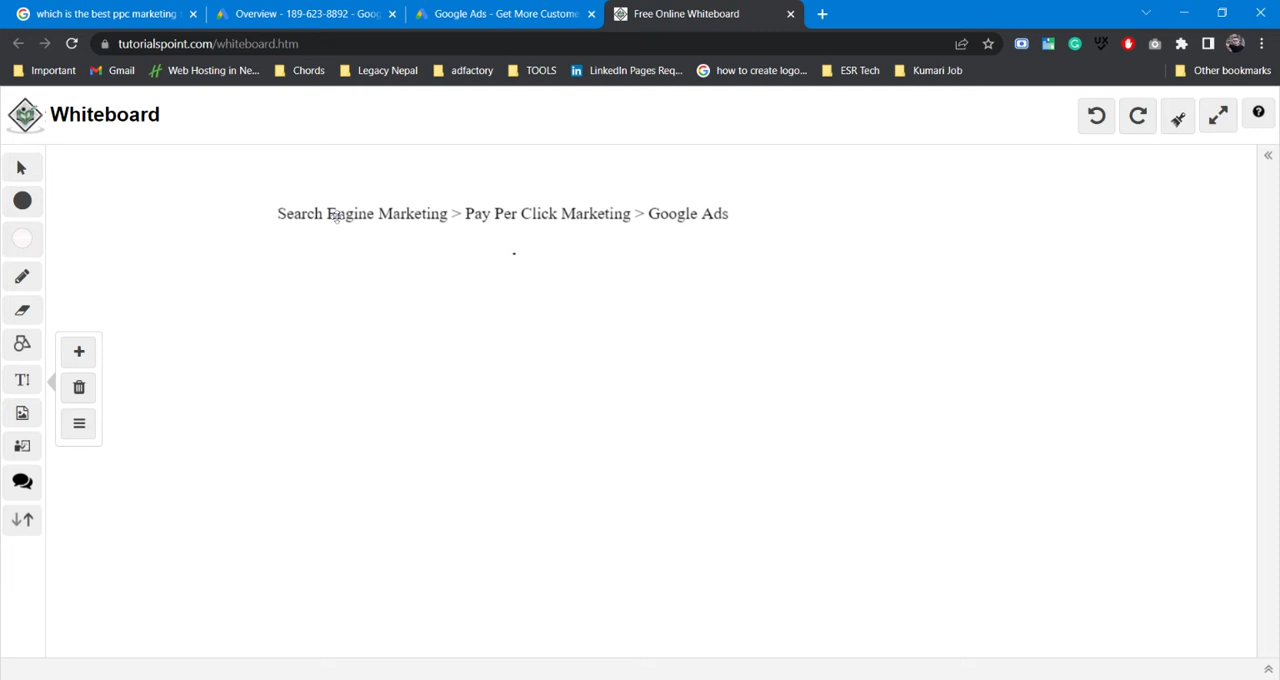 which is the best ppc marketing
Overview - 189-623-8892 - Goog
Google Ads - Get More Custome
Free Online Whiteboard
tutorialspoint.com/whiteboard.htm
Important
Gmail
Web Hosting in Ne...
Chords
Legacy Nepal
adfactory
TOOLS
LinkedIn Pages Req...
how to create logo...
ESR Tech
Kumari Job
Other bookmarks
Whiteboard
Search Engine Marketing > Pay Per Click Marketing > Google Ads